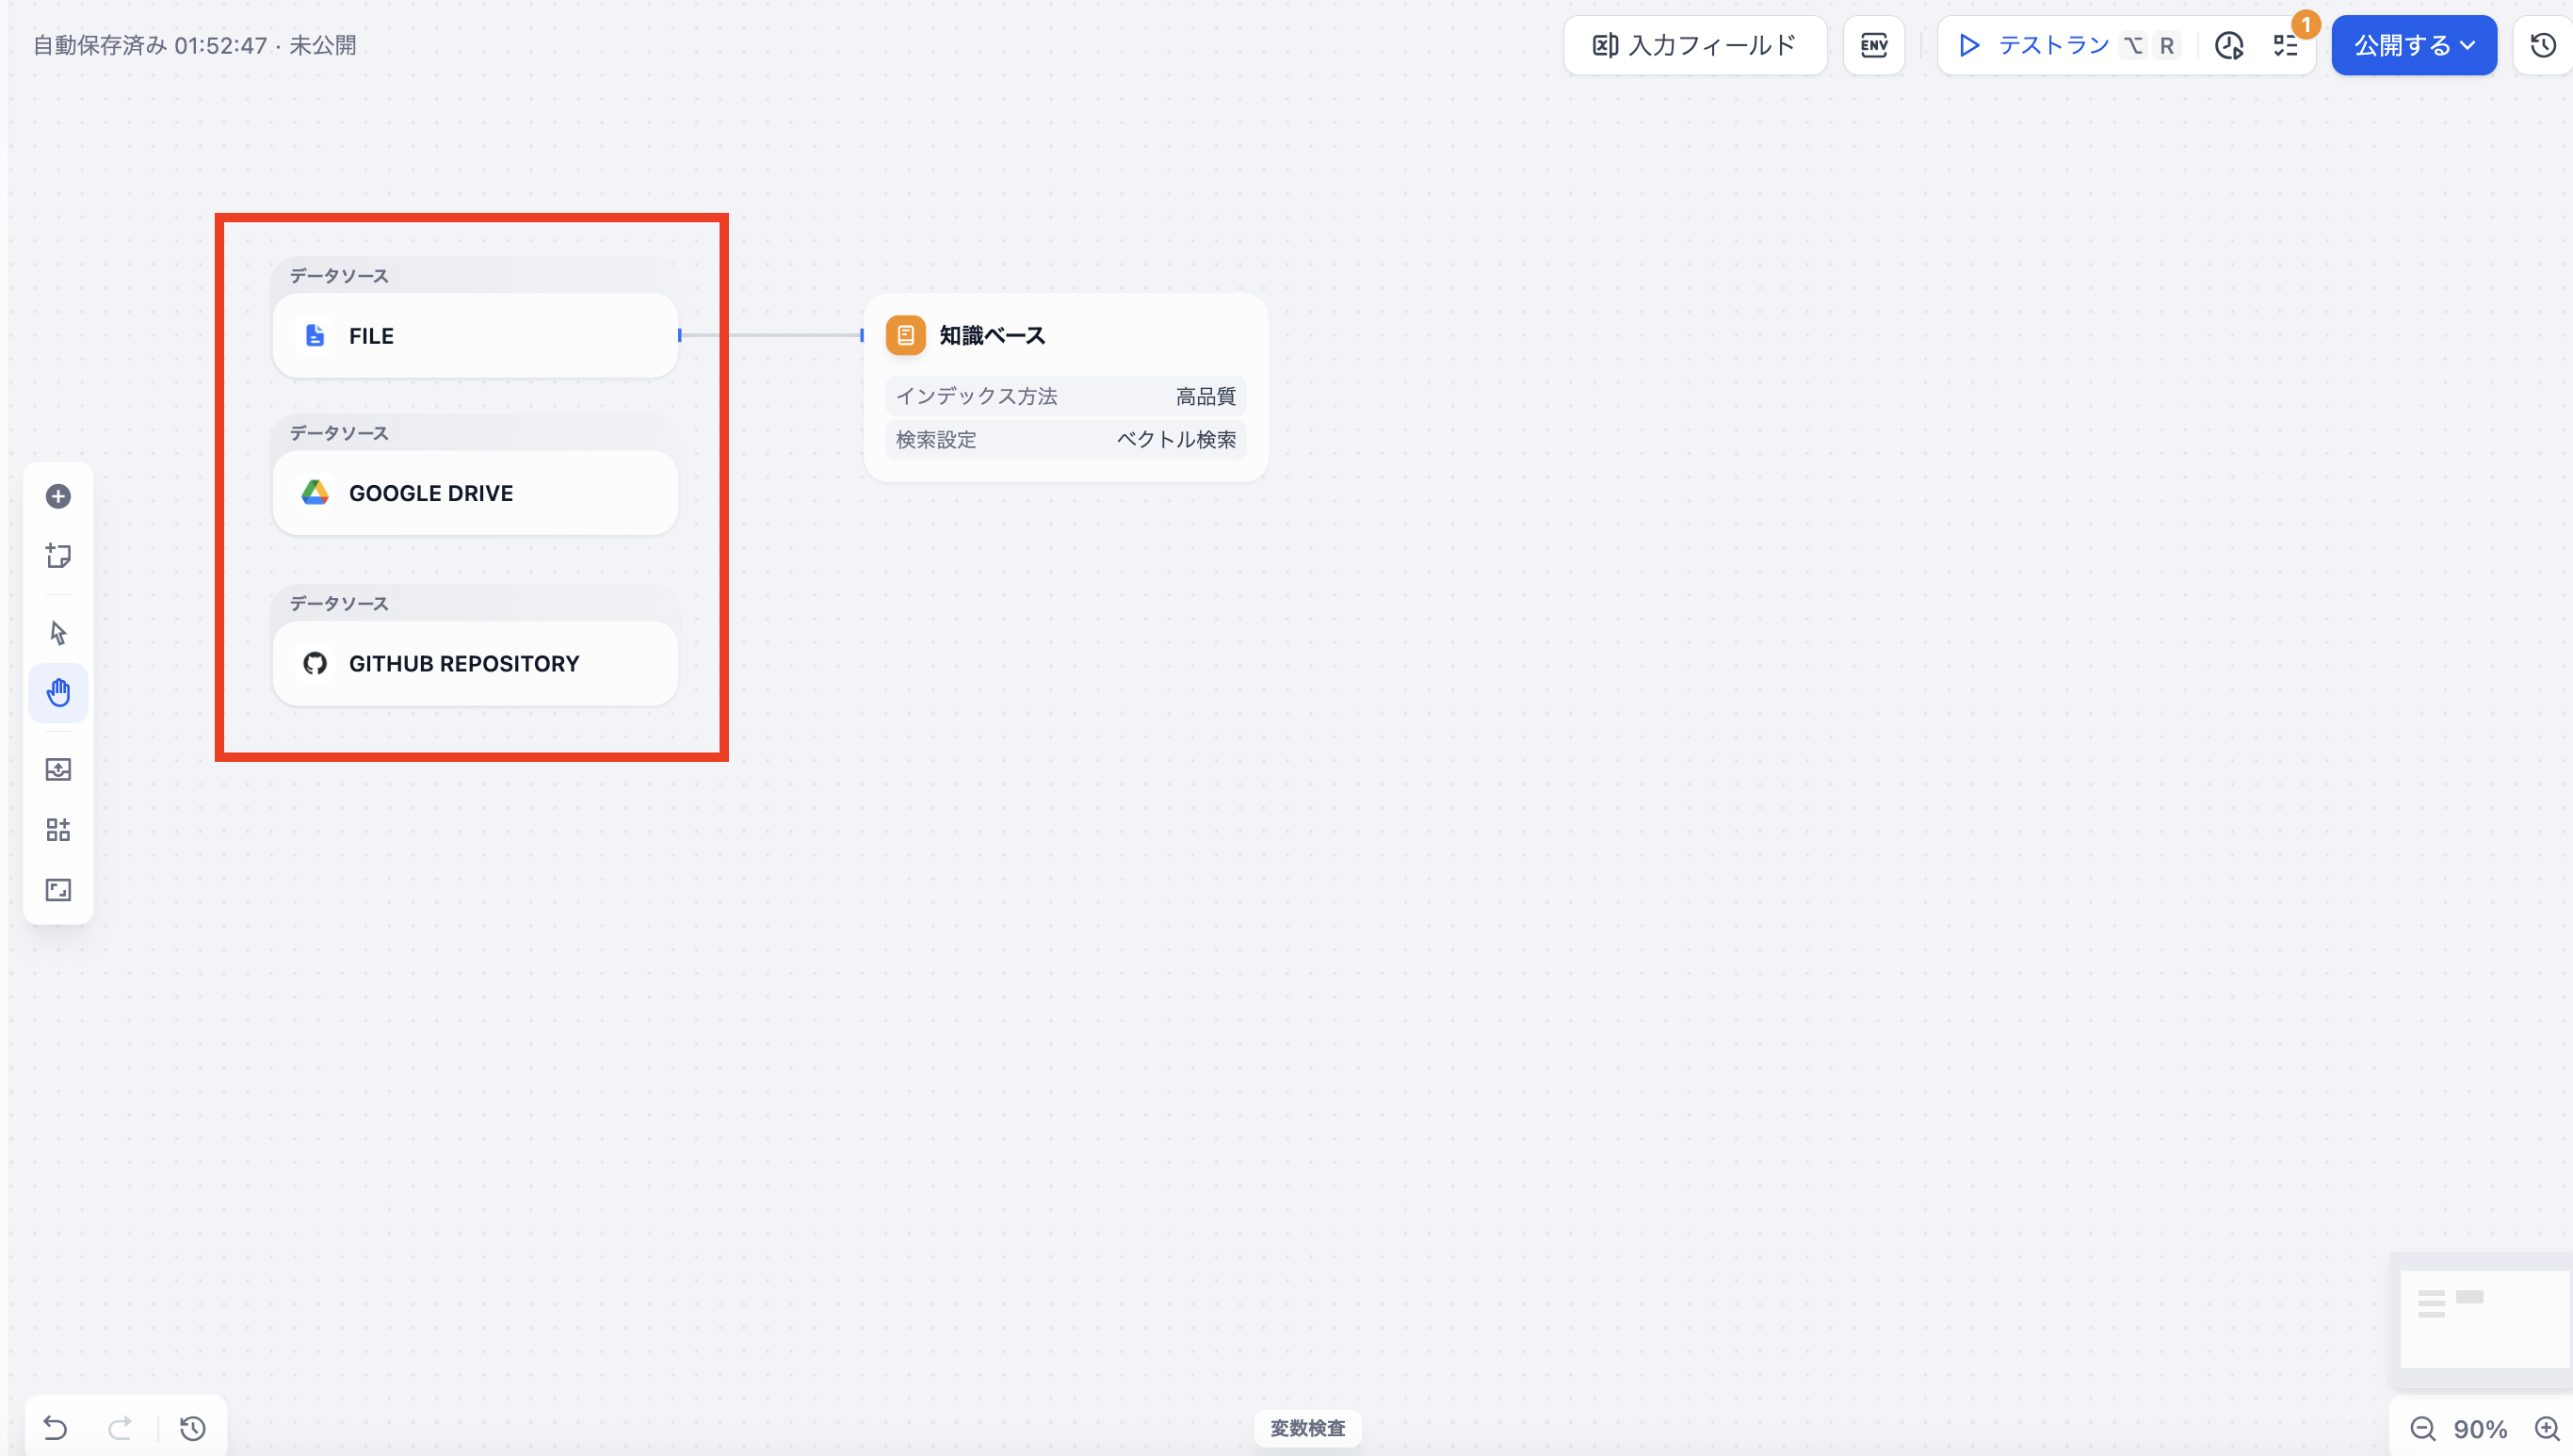 自動保存済み 01:52:47 · 未公開
入力フィールド
ENV
テストラン ⌥ R
1
公開する
データソース
FILE
データソース
GOOGLE DRIVE
データソース
GITHUB REPOSITORY
知識ベース
インデックス方法 高品質
検索設定 ベクトル検索
変数検査
90%